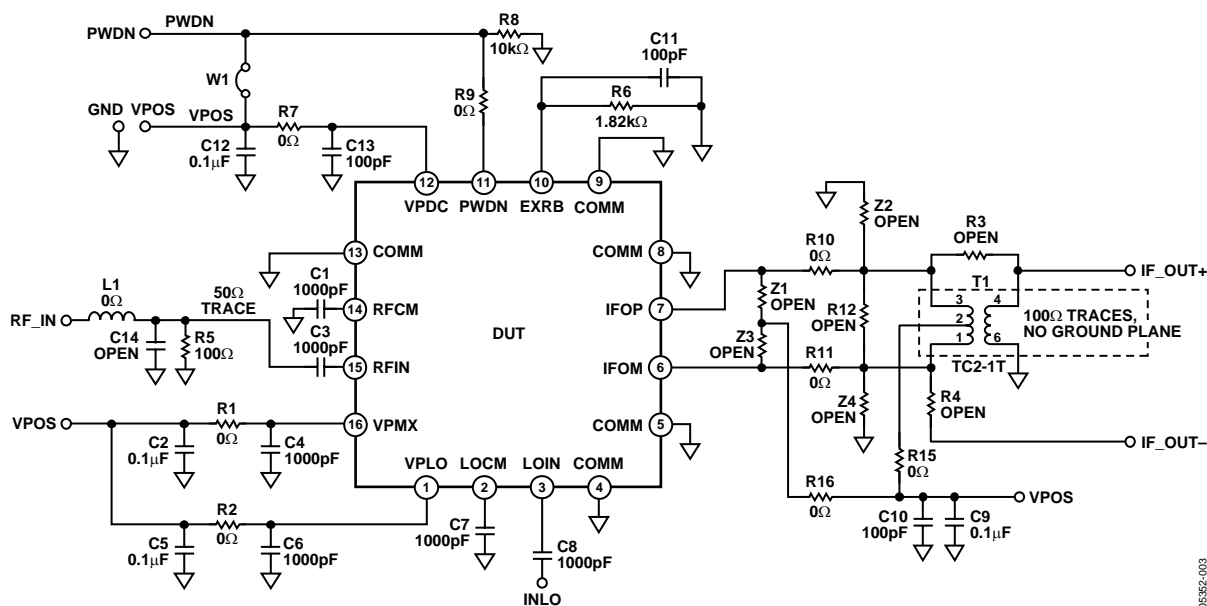 PWDN
PWDN
R8
10kΩ
C11
100pF
W1
R9
0Ω
R6
1.82kΩ
GND
VPOS
VPOS
R7
0Ω
C12
0.1µF
C13
100pF
12
11
10
9
VPDC
PWDN
EXRB
COMM
Z2
OPEN
R3
OPEN
13
COMM
COMM
8
R10
0Ω
IF_OUT+
L1
0Ω
50Ω
TRACE
C1
1000pF
T1
RF_IN
14
RFCM
IFOP
7
Z1
OPEN
R12
OPEN
3
2
1
4
6
100Ω TRACES,
NO GROUND PLANE
C14
OPEN
R5
100Ω
C3
1000pF
DUT
Z3
OPEN
15
RFIN
IFOM
6
R11
0Ω
TC2-1T
Z4
OPEN
R4
OPEN
VPOS
R1
0Ω
16
VPMX
COMM
5
IF_OUT–
C2
0.1µF
C4
1000pF
VPLO
LOCM
LOIN
COMM
R15
0Ω
1
2
3
4
R16
0Ω
VPOS
R2
0Ω
C5
0.1µF
C6
1000pF
C7
1000pF
C8
1000pF
C10
100pF
C9
0.1µF
INLO
05352-003